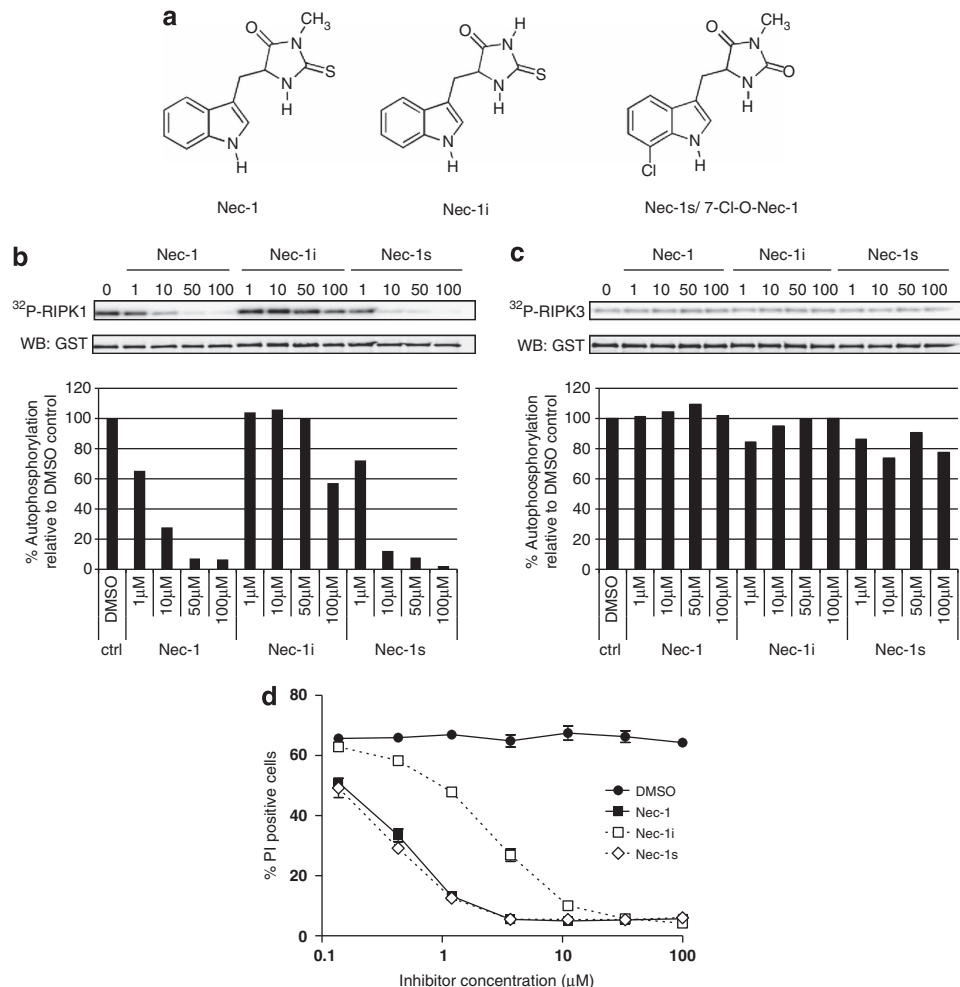 a
CH3
O
N
S
N
H
N
H
Nec-1
H
O
N
S
N
H
N
H
Nec-1i
CH3
O
N
O
N
H
N
Cl
H
Nec-1s/ 7-Cl-O-Nec-1
b
Nec-1 Nec-1i Nec-1s
0 1 10 50 100 1 10 50 100 1 10 50 100
32P-RIPK1
WB: GST
% Autophosphorylation
relative to DMSO control
120
100
80
60
40
20
0
DMSO 1μM 10μM 50μM 100μM 1μM 10μM 50μM 100μM 1μM 10μM 50μM 100μM
ctrl Nec-1 Nec-1i Nec-1s
c
Nec-1 Nec-1i Nec-1s
0 1 10 50 100 1 10 50 100 1 10 50 100
32P-RIPK3
WB: GST
% Autophoosphorylation
relative to DMSO control
120
100
80
60
40
20
0
DMSO 1μM 10μM 50μM 100μM 1μM 10μM 50μM 100μM 1μM 10μM 50μM 100μM
ctrl Nec-1 Nec-1i Nec-1s
d
% PI positive cells
80
60
40
20
0
DMSO
Nec-1
Nec-1i
Nec-1s
0.1 1 10 100
Inhibitor concentration (μM)